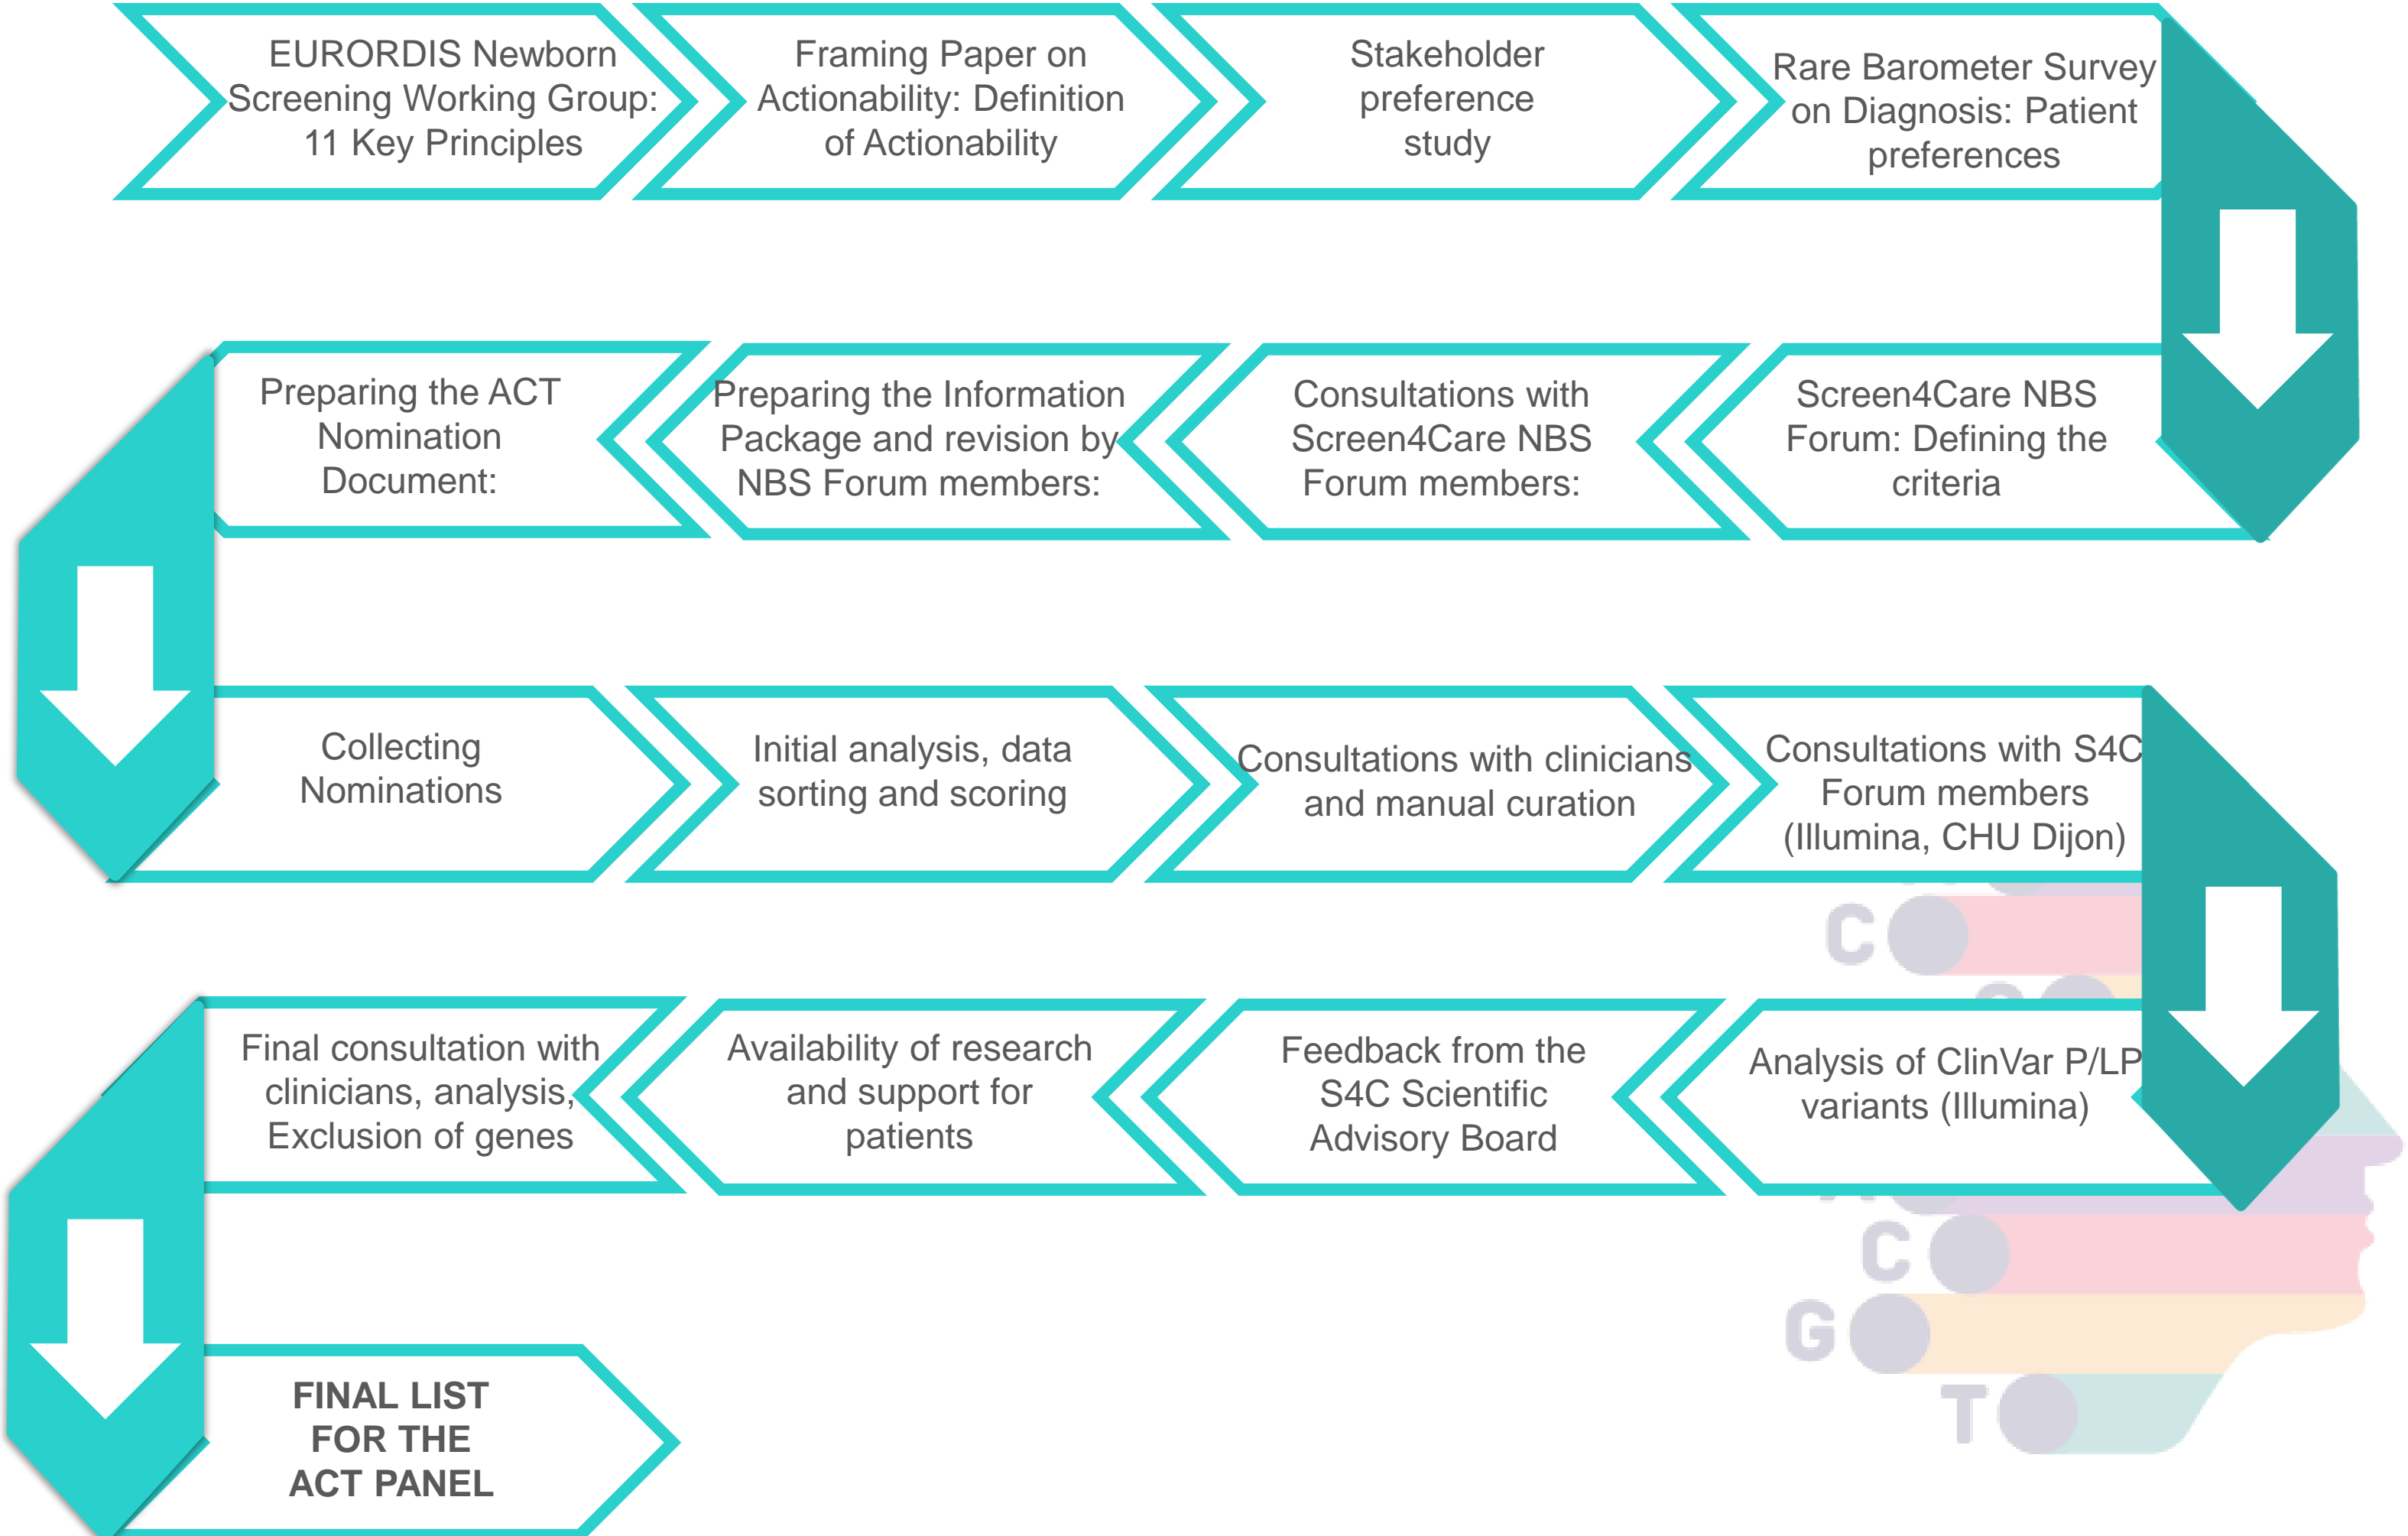 EURORDIS Newborn
Screening Working Group:
11 Key Principles
Framing Paper on
Actionability: Definition
of Actionability
Stakeholder
preference
study
Rare Barometer Survey
on Diagnosis: Patient
preferences
Screen4Care NBS
Forum: Defining the
criteria
Consultations with
Screen4Care NBS
Forum members:
Preparing the Information
Package and revision by
NBS Forum members:
Preparing the ACT
Nomination
Document:
Collecting
Nominations
Initial analysis, data
sorting and scoring
Consultations with clinicians
and manual curation
Consultations with S4C
Forum members
(Illumina, CHU Dijon)
C
Analysis of ClinVar P/LP
variants (Illumina)
Feedback from the
S4C Scientific
Advisory Board
Availability of research
and support for
patients
Final consultation with
clinicians, analysis,
Exclusion of genes
C
G
T
FINAL LIST
FOR THE
ACT PANEL